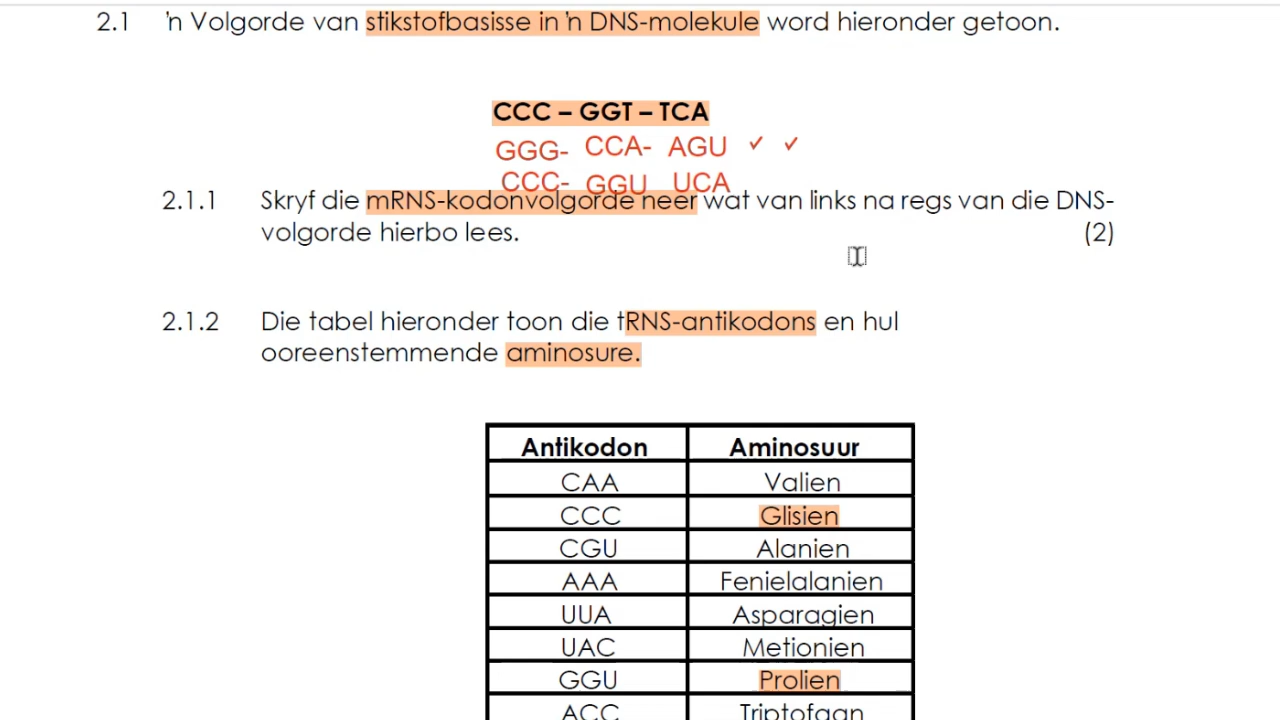 2.1 'n Volgorde van stikstofbasisse in 'n DNS-molekule word hieronder getoon.
CCC – GGT – TCA
GGG- CCA- AGU ✓ ✓
CCC- GGU UCA
2.1.1 Skryf die mRNS-kodonvolgorde neer wat van links na regs van die DNS-
volgorde hierbo lees. (2)
2.1.2 Die tabel hieronder toon die tRNS-antikodons en hul
ooreenstemmende aminosure.
Antikodon Aminosuur
CAA Valien
CCC Glisien
CGU Alanien
AAA Fenielalanien
UUA Asparagien
UAC Metionien
GGU Prolien
ACC Triptofaan